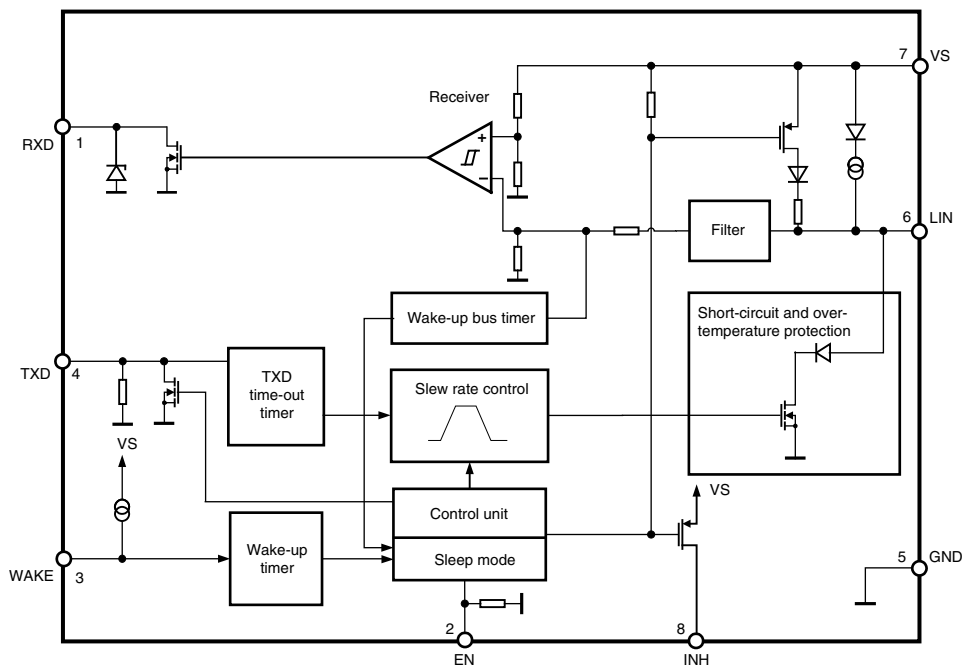 7
VS
Receiver
RXD
1
+
−
6
LIN
Filter
Wake-up bus timer
Short-circuit and over-
temperature protection
TXD
4
TXD
time-out
timer
Slew rate control
VS
VS
Control unit
Sleep mode
Wake-up
timer
WAKE
3
5
GND
2
EN
8
INH